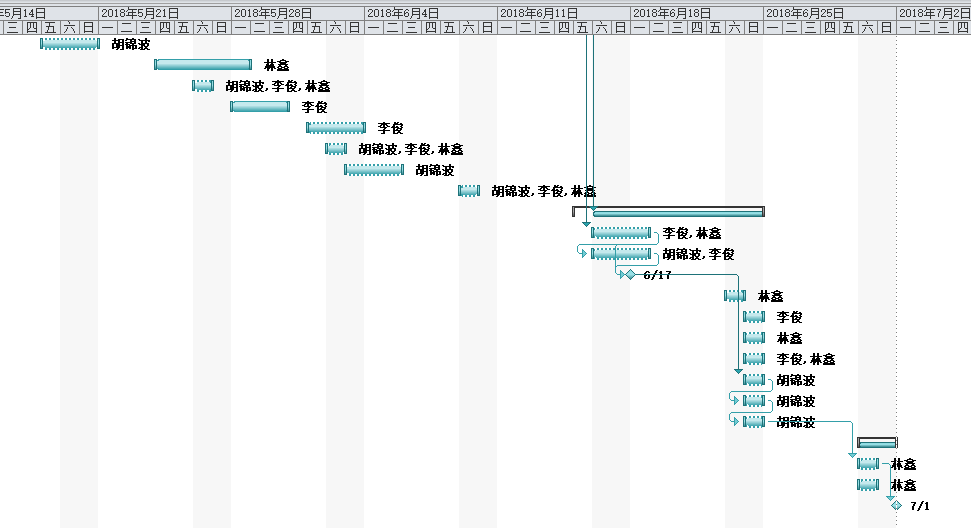 年5月14日 2018年5月21日 2018年5月28日 2018年6月4日 2018年6月11日 2018年6月18日 2018年6月25日 2018年7月2日
三 四 五 六 日 一 二 三 四 五 六 日 一 二 三 四 五 六 日 一 二 三 四 五 六 日 一 二 三 四 五 六 日 一 二 三 四 五 六 日 一 二 三 四 五 六 日 一 二 三 四
胡锦波
林鑫
胡锦波,李俊,林鑫
李俊
李俊
胡锦波,李俊,林鑫
胡锦波
胡锦波,李俊,林鑫
李俊,林鑫
胡锦波,李俊
6/17
林鑫
李俊
林鑫
李俊,林鑫
胡锦波
胡锦波
胡锦波
林鑫
林鑫
7/1